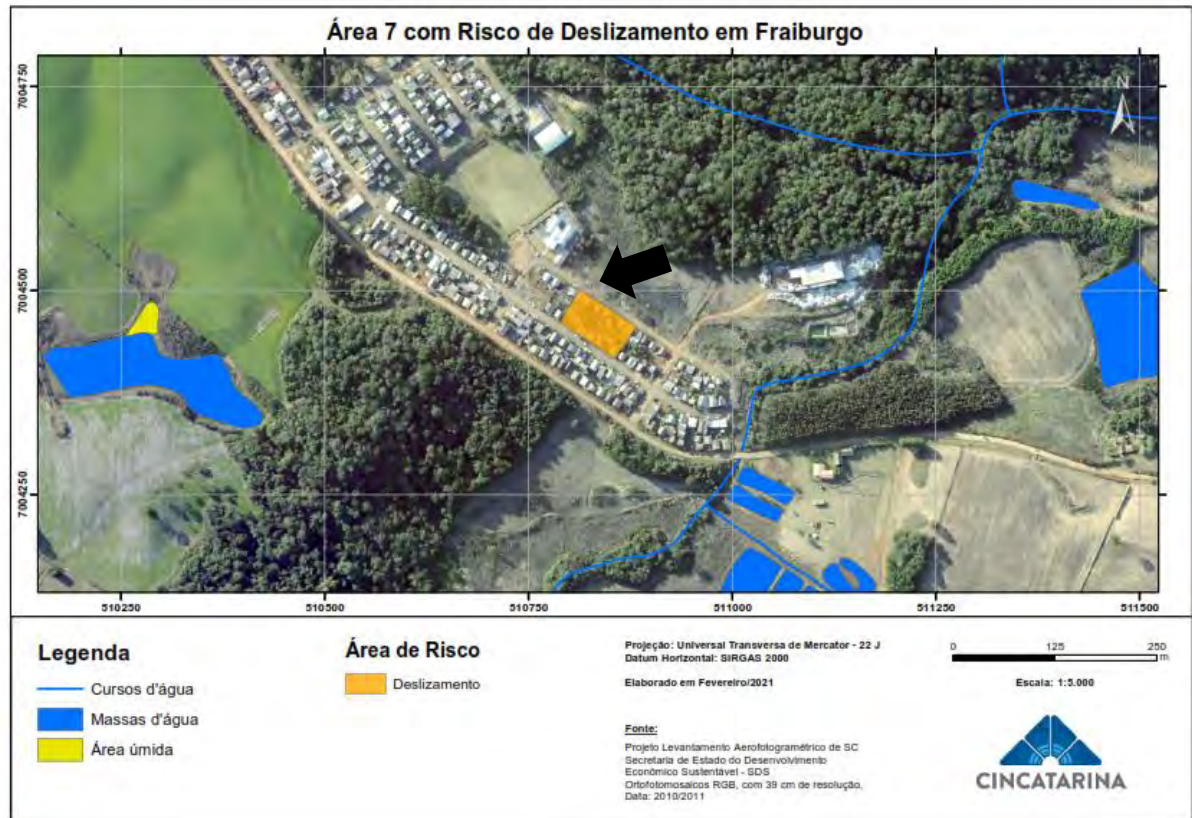 Área 7 com Risco de Deslizamento em Fraiburgo
7004750
7004500
7004250
N
510250
510500
510750
511000
511250
511500
Legenda
Cursos d'água
Massas d'água
Área úmida
Área de Risco
Deslizamento
Projeção: Universal Transversa de Mercator - 22 J
Datum Horizontal: SIRGAS 2000
Elaborado em Fevereiro/2021
Fonte:
Projeto Levantamento Aerofotogramétrico de SC
Secretaria de Estado do Desenvolvimento
Econômico Sustentável - SDS
Ortofotomosaicos RGB, com 39 cm de resolução,
Data: 2010/2011
0 125 250
m
Escala: 1:5.000
CINCATARINA